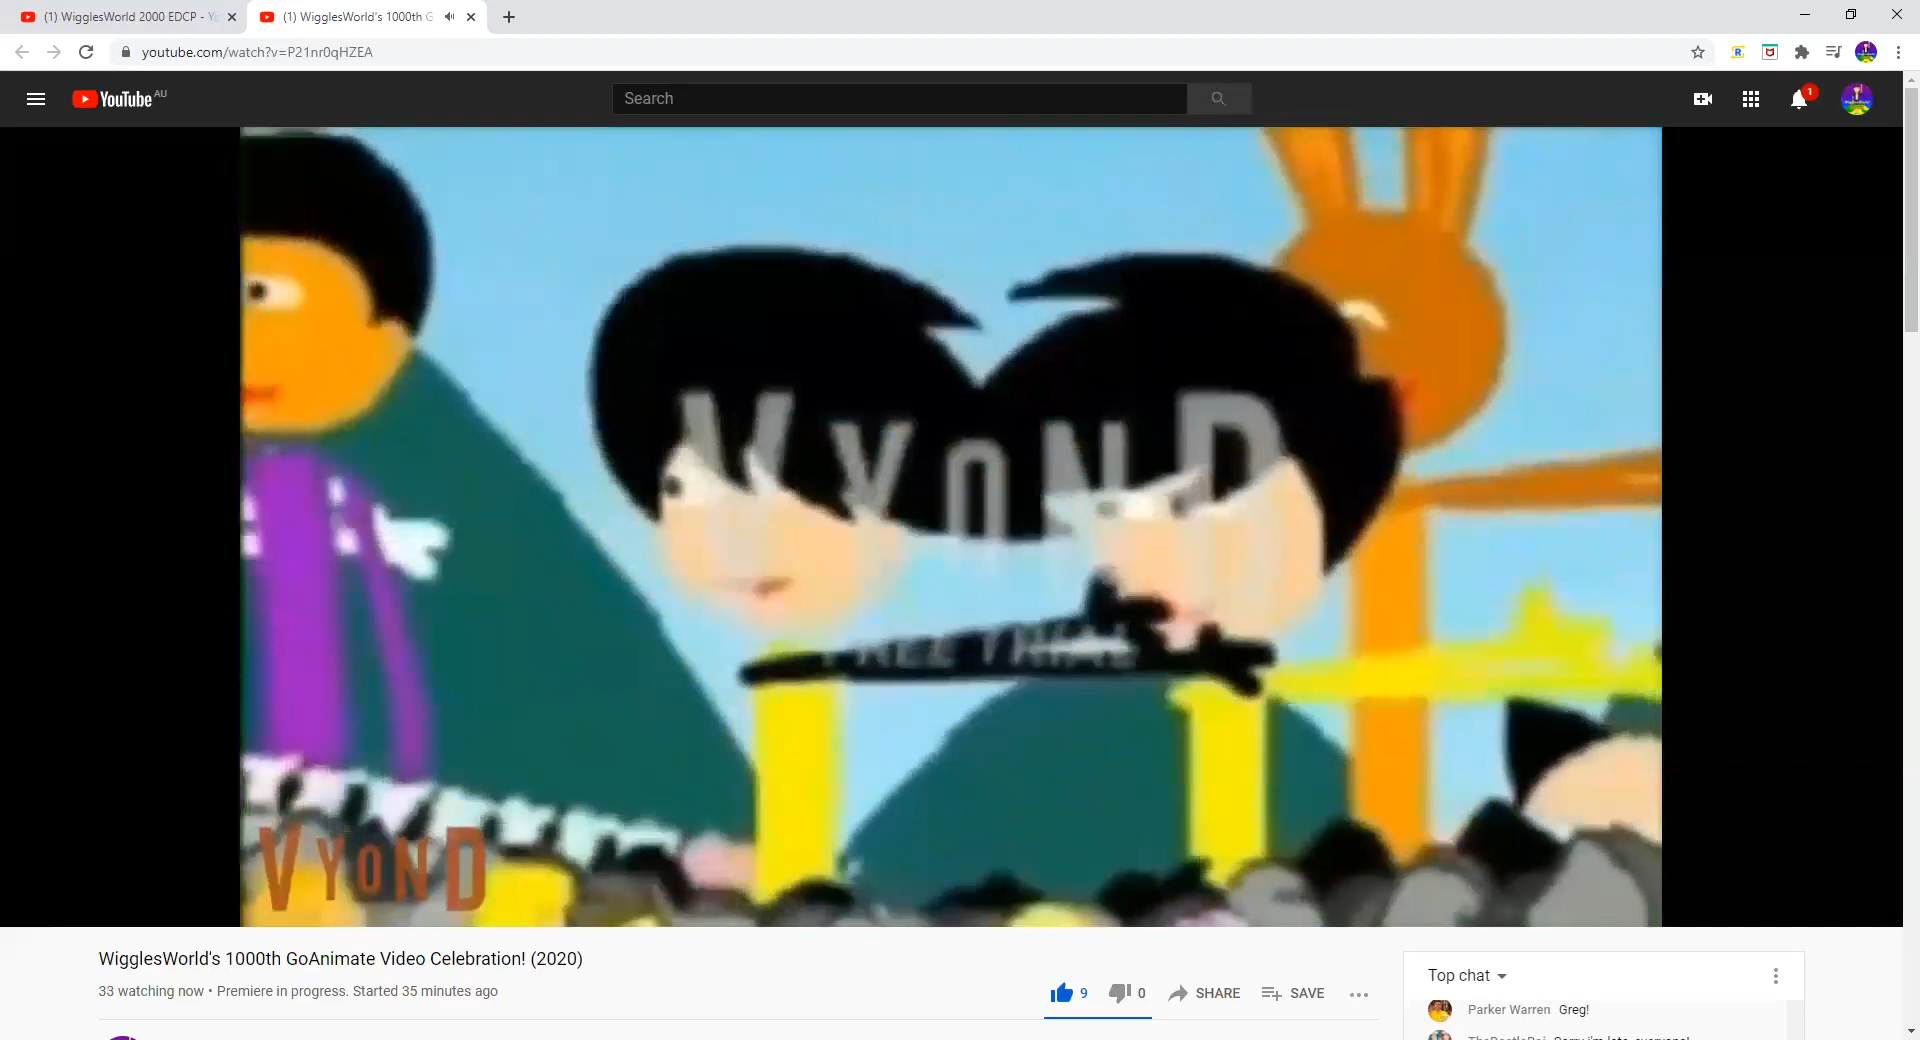 (1) WigglesWorld 2000 EDCP - Y
(1) WigglesWorld's 1000th G
youtube.com/watch?v=P21nr0qHZEA
YouTube AU
Search
1
VYOND
FREE TRIAL
VYOND
WigglesWorld's 1000th GoAnimate Video Celebration! (2020)
33 watching now • Premiere in progress. Started 35 minutes ago
9 0 SHARE SAVE
Top chat
Parker Warren Greg!